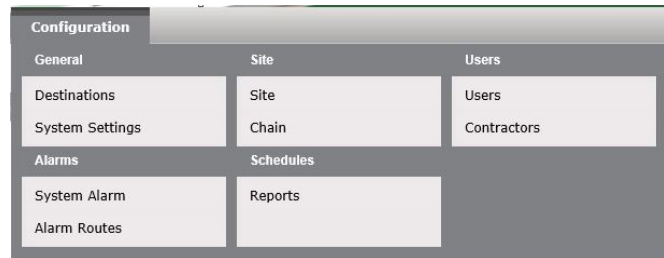 Configuration
General Site Users
Destinations Site Users
System Settings Chain Contractors
Alarms Schedules
System Alarm Reports
Alarm Routes